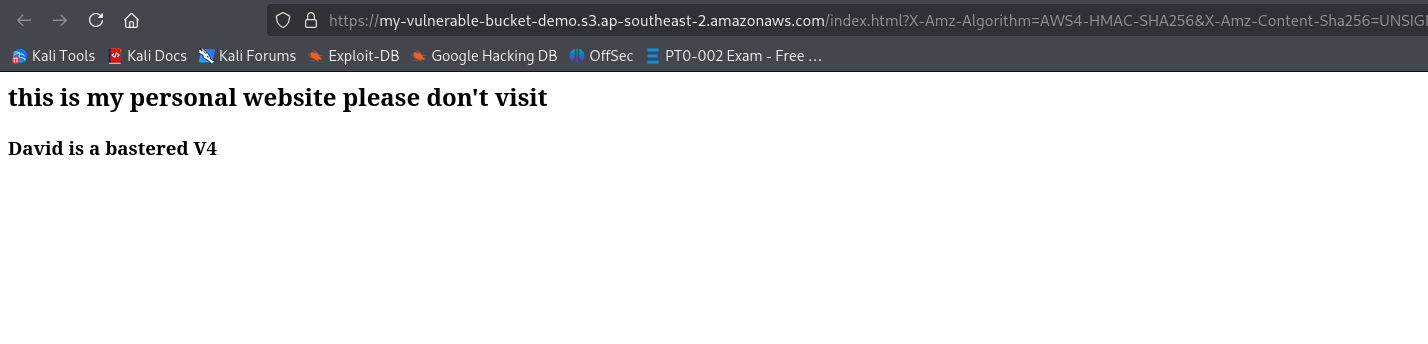 https://my-vulnerable-bucket-demo.s3.ap-southeast-2.amazonaws.com/index.html?X-Amz-Algorithm=AWS4-HMAC-SHA256&X-Amz-Content-Sha256=UNSIG
Kali Tools Kali Docs Kali Forums Exploit-DB Google Hacking DB OffSec PT0-002 Exam - Free …
this is my personal website please don't visit
David is a bastered V4